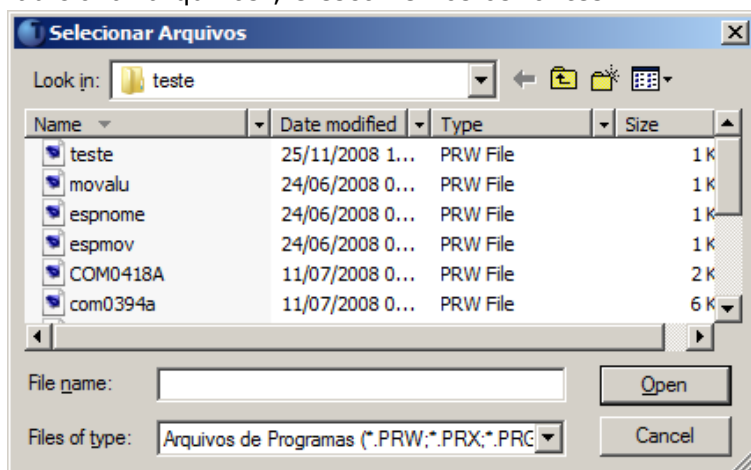 Selecionar Arquivos
Look in: teste
Name Date modified Type Size
teste 25/11/2008 1... PRW File 1 K
movalu 24/06/2008 0... PRW File 1 K
espnome 24/06/2008 0... PRW File 1 K
espmov 24/06/2008 0... PRW File 1 K
COM0418A 11/07/2008 0... PRW File 2 K
com0394a 11/07/2008 0... PRW File 6 K
File name: Open
Files of type: Arquivos de Programas (*.PRW;*.PRX;*.PRG Cancel